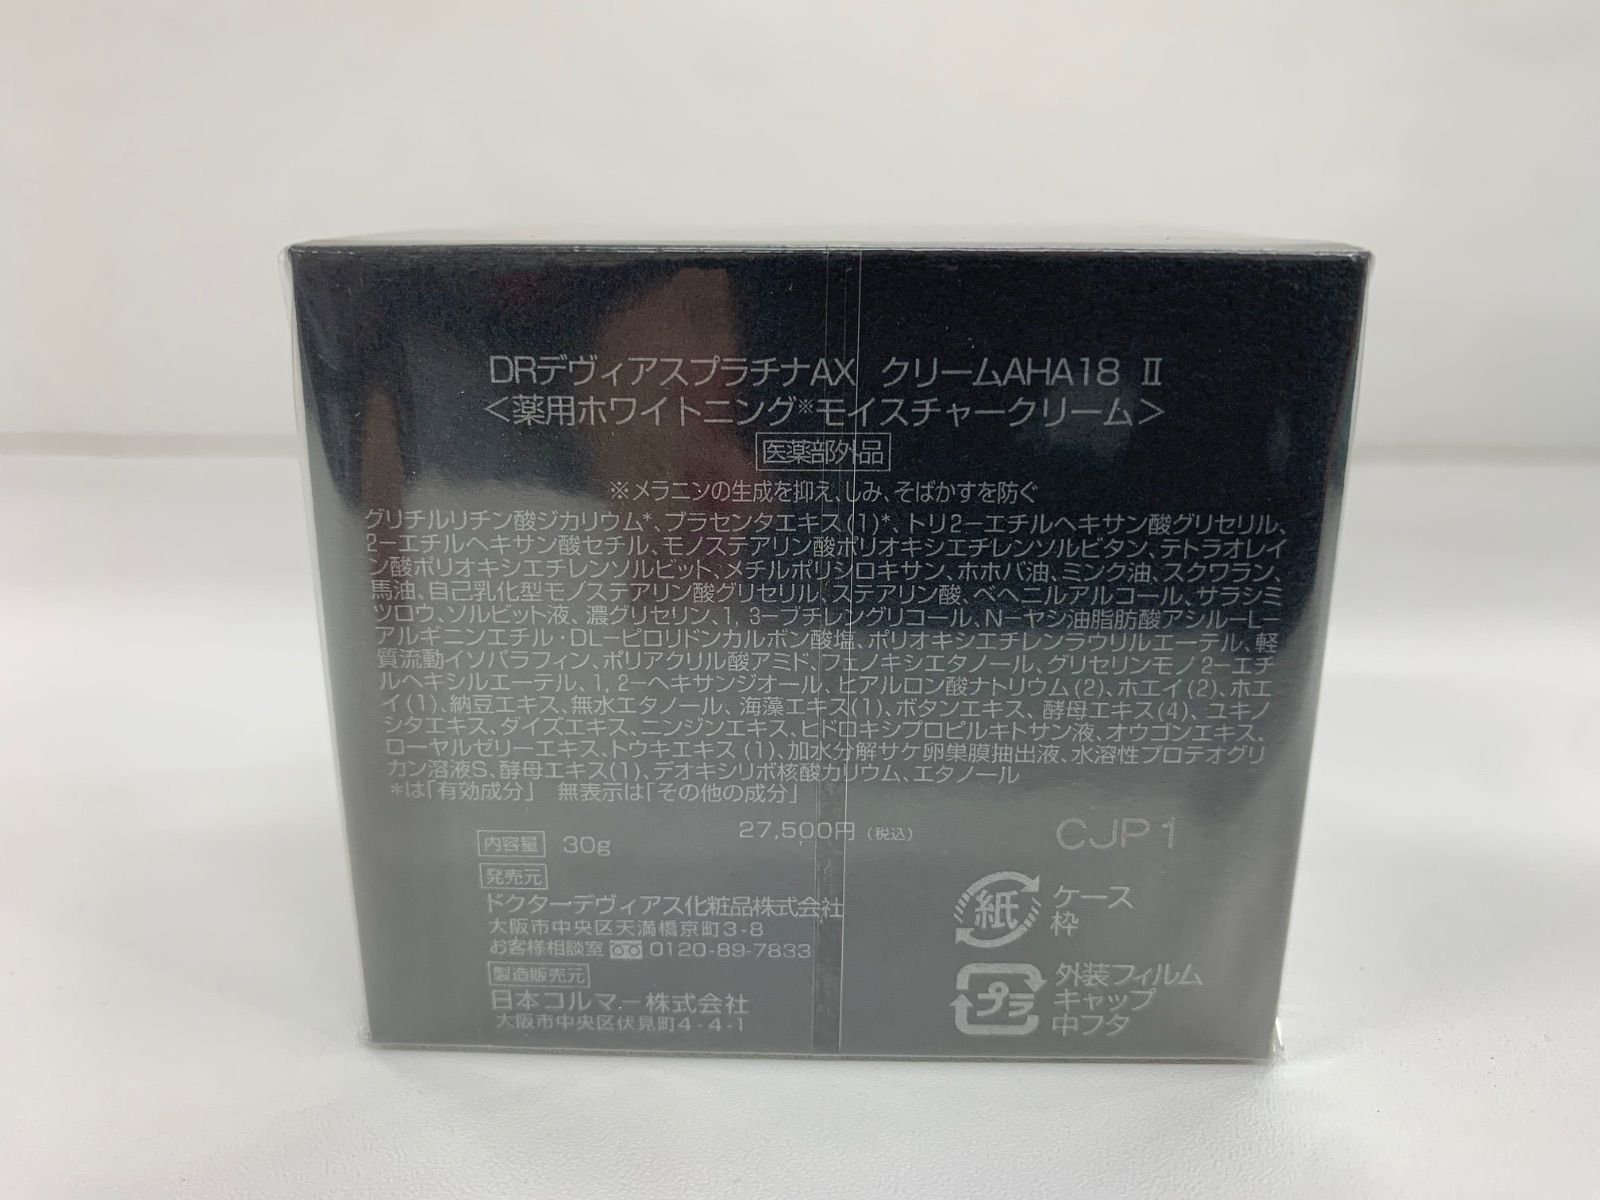 DRデヴィアスプラチナAX クリームAHA18 Ⅱ
＜薬用ホワイトニング※モイスチャークリーム＞
医薬部外品
※メラニンの生成を抑え、しみ、そばかすを防ぐ
グリチルリチン酸ジカリウム*、プラセンタエキス(1)*、トリ2-エチルヘキサン酸グリセリル、
2-エチルヘキサン酸セチル、モノステアリン酸ポリオキシエチレンソルビタン、テトラオレイ
ン酸ポリオキシエチレンソルビット、メチルポリシロキサン、ホホバ油、ミンク油、スクワラン、
馬油、自己乳化型モノステアリン酸グリセリル、ステアリン酸、ベヘニルアルコール、サラシミ
ツロウ、ソルビット液、濃グリセリン、1,3-ブチレングリコール、N-ヤシ油脂肪酸アシル-L-
アルギニンエチル・DL-ピロリドンカルボン酸塩、ポリオキシエチレンラウリルエーテル、軽
質流動イソパラフィン、ポリアクリル酸アミド、フェノキシエタノール、グリセリンモノ2-エチ
ルヘキシルエーテル、1,2-ヘキサンジオール、ヒアルロン酸ナトリウム(2)、ホエイ(2)、ホエ
イ(1)、納豆エキス、無水エタノール、海藻エキス(1)、ボタンエキス、酵母エキス(4)、ユキノ
シタエキス、ダイズエキス、ニンジンエキス、ヒドロキシプロピルキトサン液、オウゴンエキス、
ローヤルゼリーエキス、トウキエキス(1)、加水分解サケ卵巣膜抽出液、水溶性プロテオグリ
カン溶液S、酵母エキス(1)、デオキシリボ核酸カリウム、エタノール
*は「有効成分」 無表示は「その他の成分」
27,500円(税込)
CJP1
内容量 30g
発売元
ドクターデヴィアス化粧品株式会社
大阪市中央区天満橋京町3-8
お客様相談室 0120-89-7833
製造販売元
日本コルマー株式会社
大阪市中央区伏見町4-4-1
紙 ケース
枠
プラ 外装フィルム
キャップ
中フタ